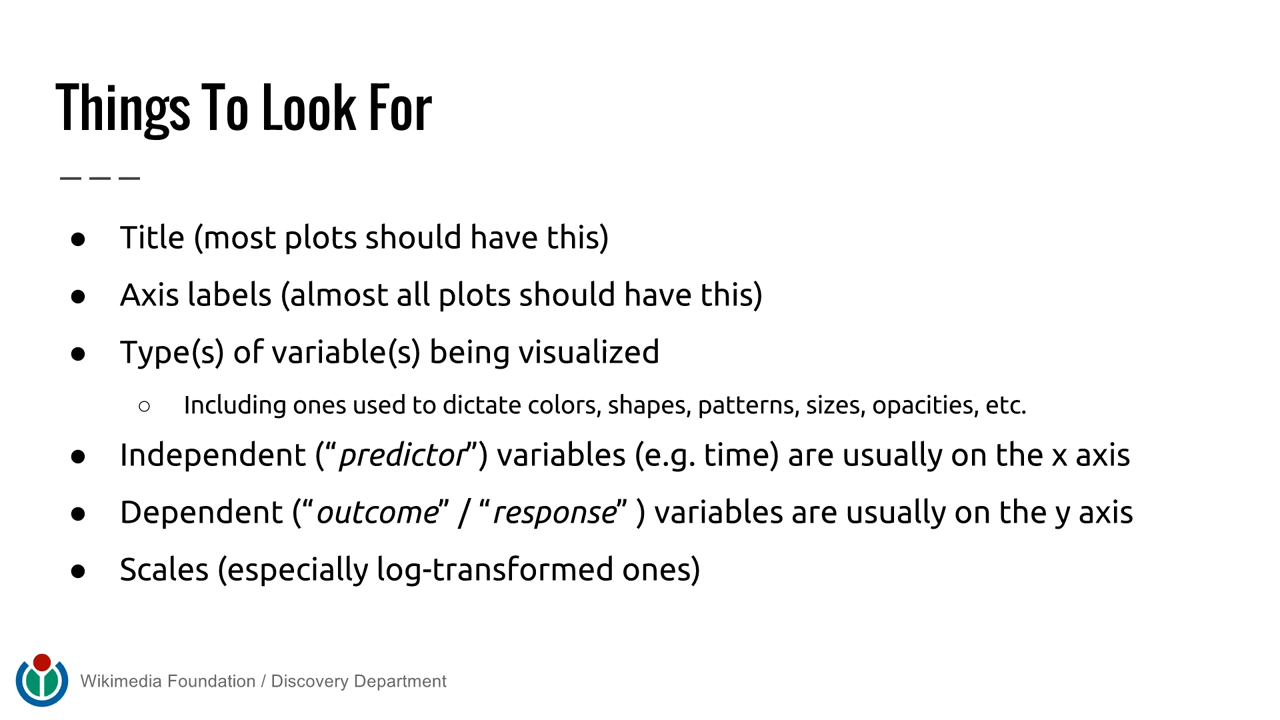 Things To Look For
● Title (most plots should have this)
● Axis labels (almost all plots should have this)
● Type(s) of variable(s) being visualized
○ Including ones used to dictate colors, shapes, patterns, sizes, opacities, etc.
● Independent (“predictor”) variables (e.g. time) are usually on the x axis
● Dependent (“outcome” / “response” ) variables are usually on the y axis
● Scales (especially log-transformed ones)
Wikimedia Foundation / Discovery Department